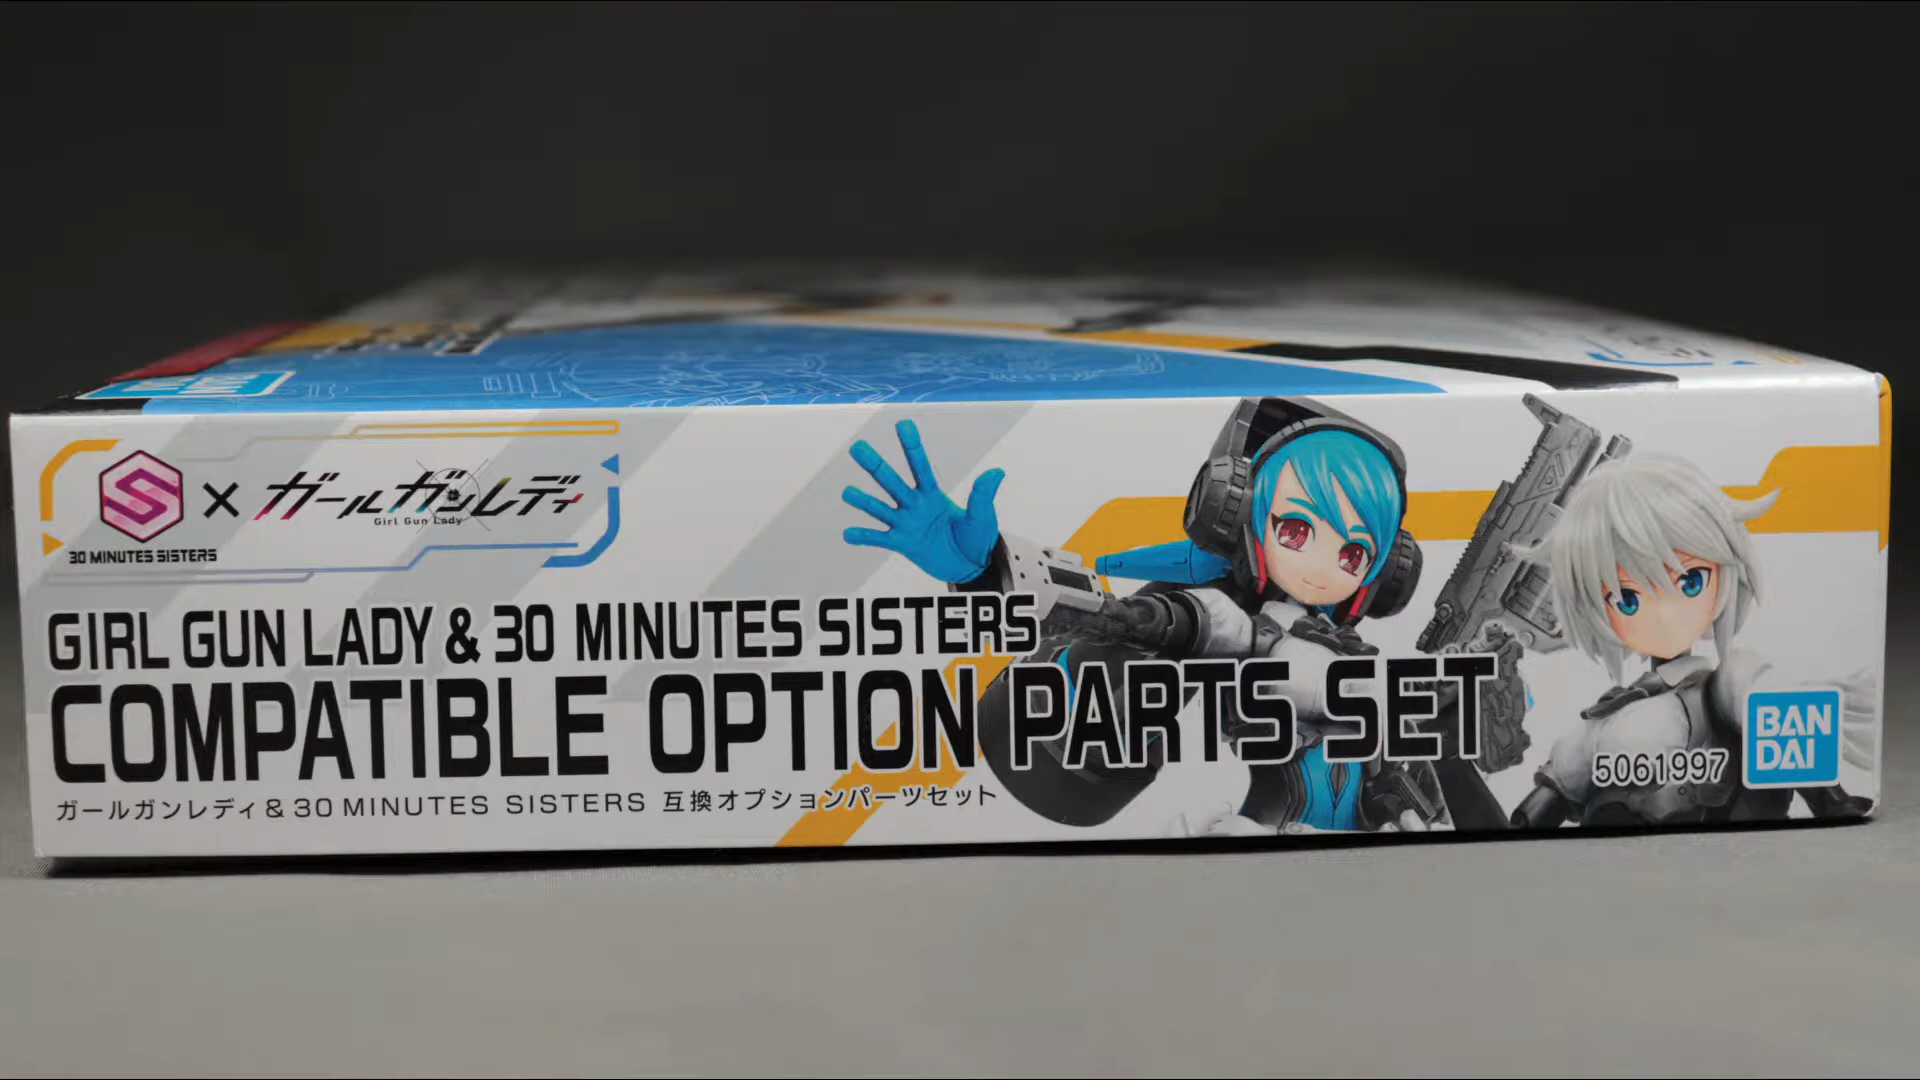 S × ガールガンレディ
Girl Gun Lady
30 MINUTES SISTERS
GIRL GUN LADY & 30 MINUTES SISTERS
COMPATIBLE OPTION PARTS SET
ガールガンレディ & 30 MINUTES SISTERS 互換オプションパーツセット
5061997
BAN
DAI